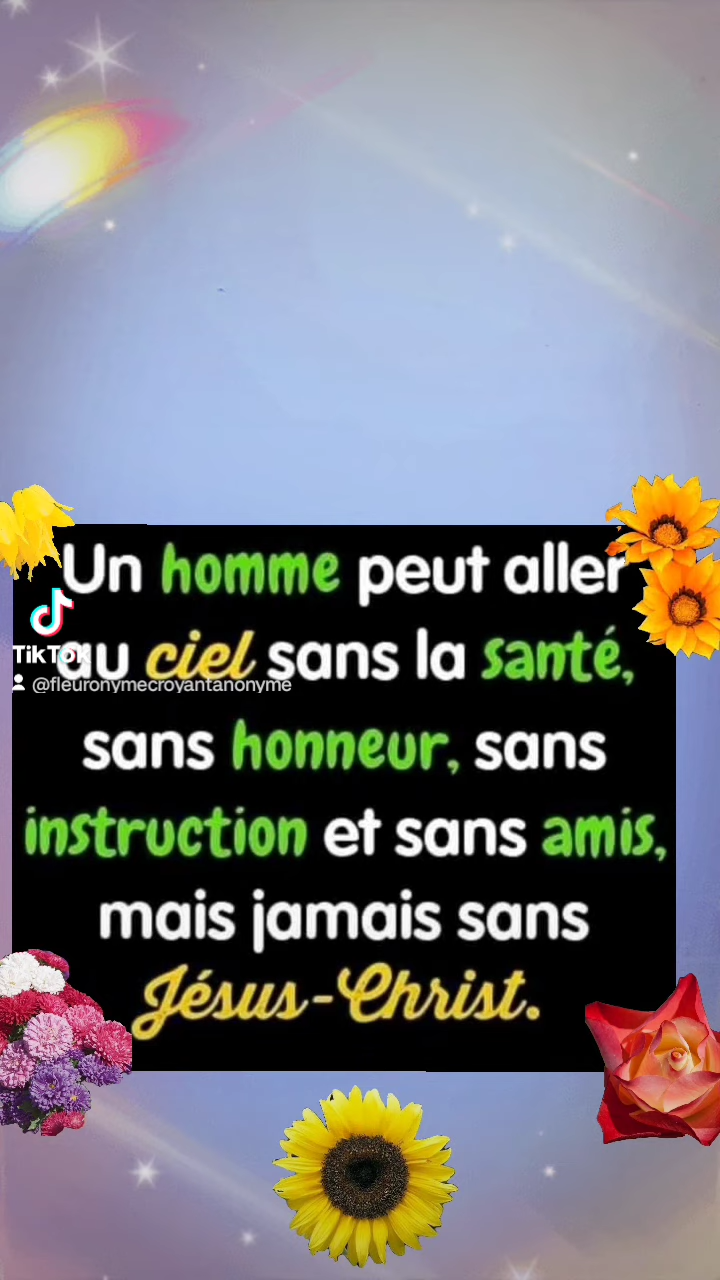 Un homme peut aller
au ciel sans la santé,
TikTok
@fleuronymecroyantanonyme
sans honneur, sans
instruction et sans amis,
mais jamais sans
Jésus-Christ.